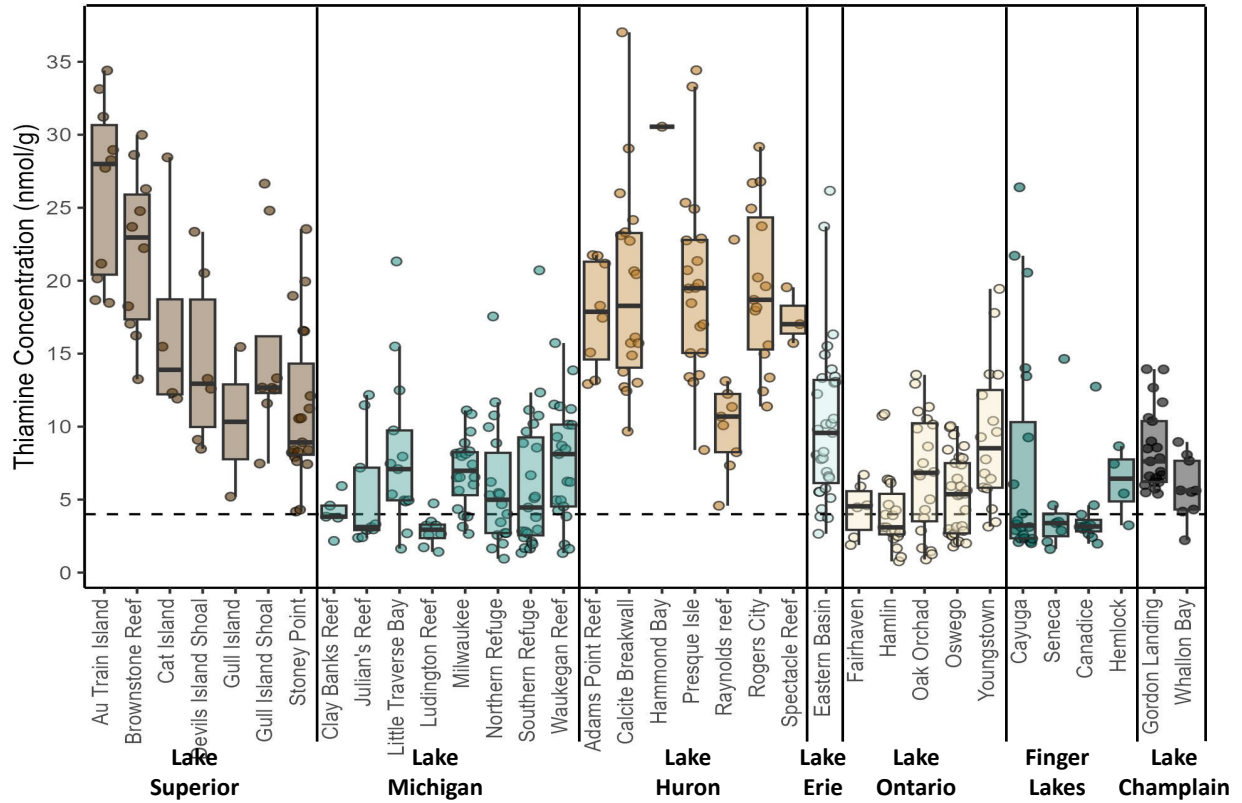 Thiamine Concentration (nmol/g)
35
30
25
20
15
10
5
0
Au Train Island
Brownstone Reef
Cat Island
Devils Island Shoal
Gull Island
Gull Island Shoal
Stoney Point
Clay Banks Reef
Julian's Reef
Little Traverse Bay
Ludington Reef
Milwaukee
Northern Refuge
Southern Refuge
Waukegan Reef
Adams Point Reef
Calcite Breakwall
Hammond Bay
Presque Isle
Raynolds reef
Rogers City
Spectacle Reef
Eastern Basin
Fairhaven
Hamlin
Oak Orchad
Oswego
Youngstown
Cayuga
Seneca
Canadice
Hemlock
Gordon Landing
Whallon Bay
Lake
Superior
Lake
Michigan
Lake
Huron
Lake
Erie
Lake
Ontario
Finger
Lakes
Lake
Champlain